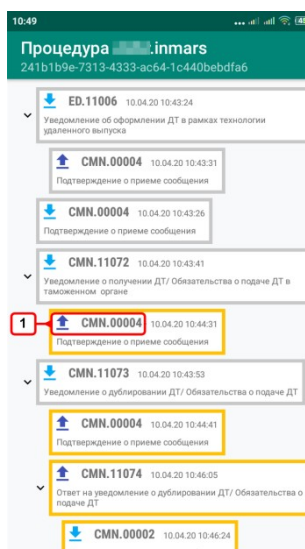 10:49
Процедура .inmars
241b1b9e-7313-4333-ac64-1c440bebdfa6
ED.11006 10.04.20 10:43:24
Уведомление об оформлении ДТ в рамках технологии
удаленного выпуска
CMN.00004 10.04.20 10:43:31
Подтверждение о приеме сообщения
CMN.00004 10.04.20 10:43:26
Подтверждение о приеме сообщения
CMN.11072 10.04.20 10:43:41
Уведомление о получении ДТ/ Обязательства о подаче ДТ в
таможенном органе
1 CMN.00004 10.04.20 10:44:31
Подтверждение о приеме сообщения
CMN.11073 10.04.20 10:43:53
Уведомление о дублировании ДТ/ Обязательства о подаче ДТ
CMN.00004 10.04.20 10:44:41
Подтверждение о приеме сообщения
CMN.11074 10.04.20 10:46:05
Ответ на уведомление о дублировании ДТ/ Обязательства о
подаче ДТ
CMN.00002 10.04.20 10:46:24